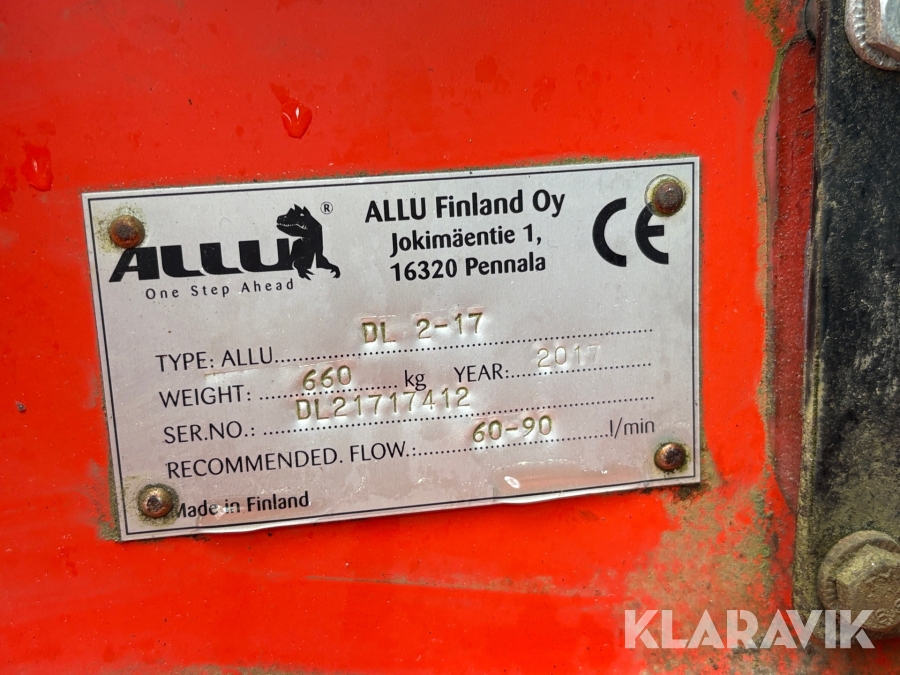 ALLU ®
One Step Ahead
ALLU Finland Oy
Jokimäentie 1,
16320 Pennala
CE
TYPE: ALLU DL 2-17
WEIGHT: 660 kg YEAR: 2017
SER.NO.: DL21717412
RECOMMENDED. FLOW.: 60-90 l/min
Made in Finland
KLARAVIK